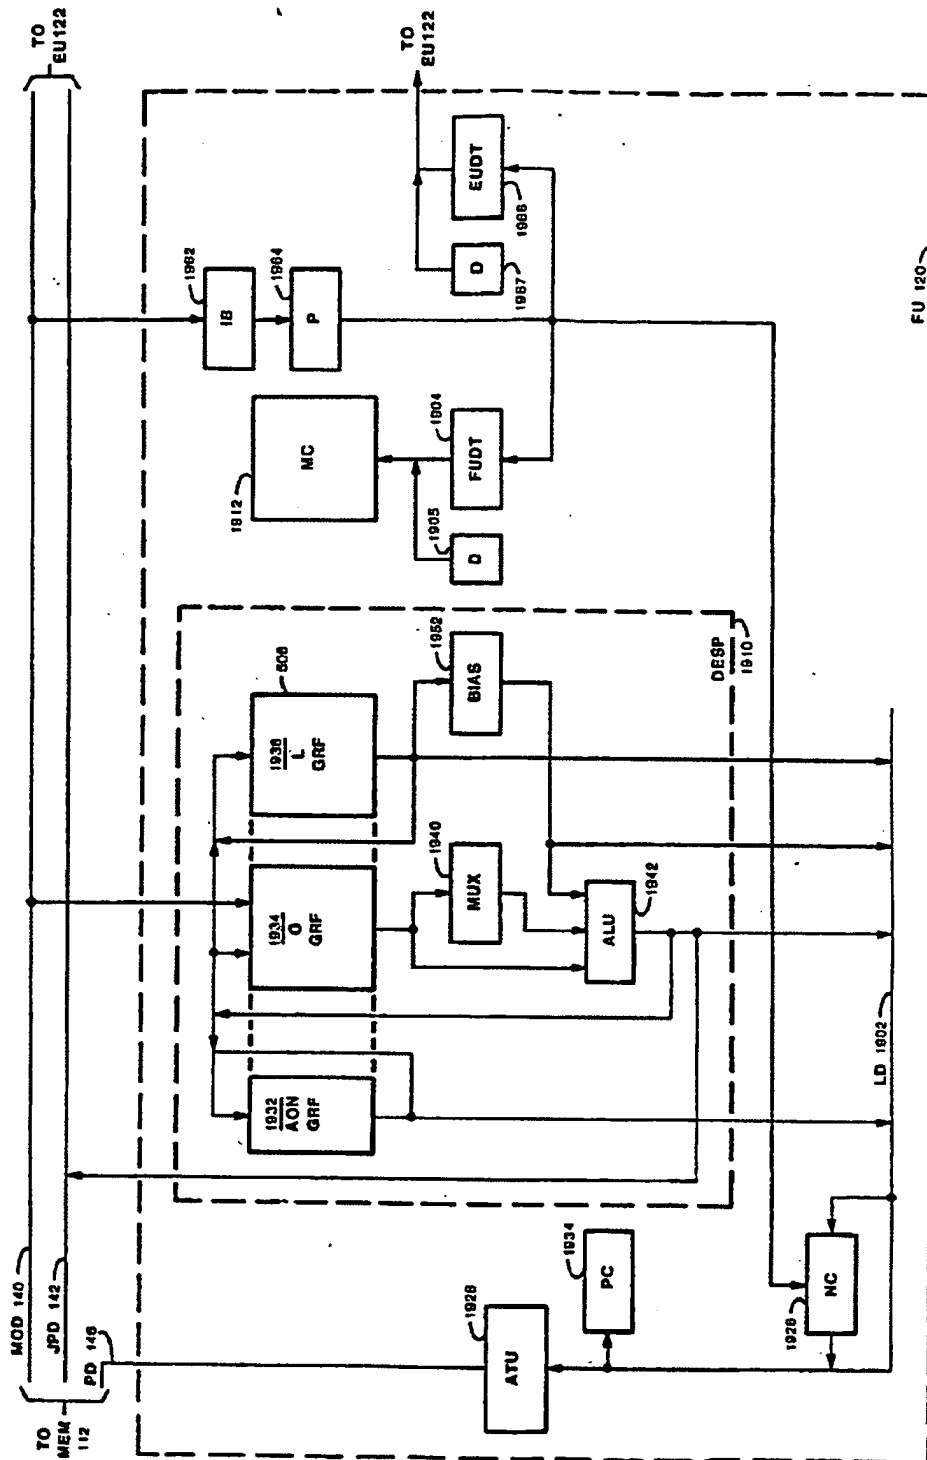 TO
MEM
112
MOD 140
JPD 142
PD 146
TO
EU122
1932
AON
GRF
1934
O
GRF
1936
L
GRF
506
1912
MC
IB
1962
P
1964
TO
EU122
ATU
1928
PC
1934
MUX
1940
BIAS
1952
D
1905
FUDT
1904
D
1967
EUDT
1966
ALU
1942
DESP
1910
NC
1926
LD 1902
FU 120